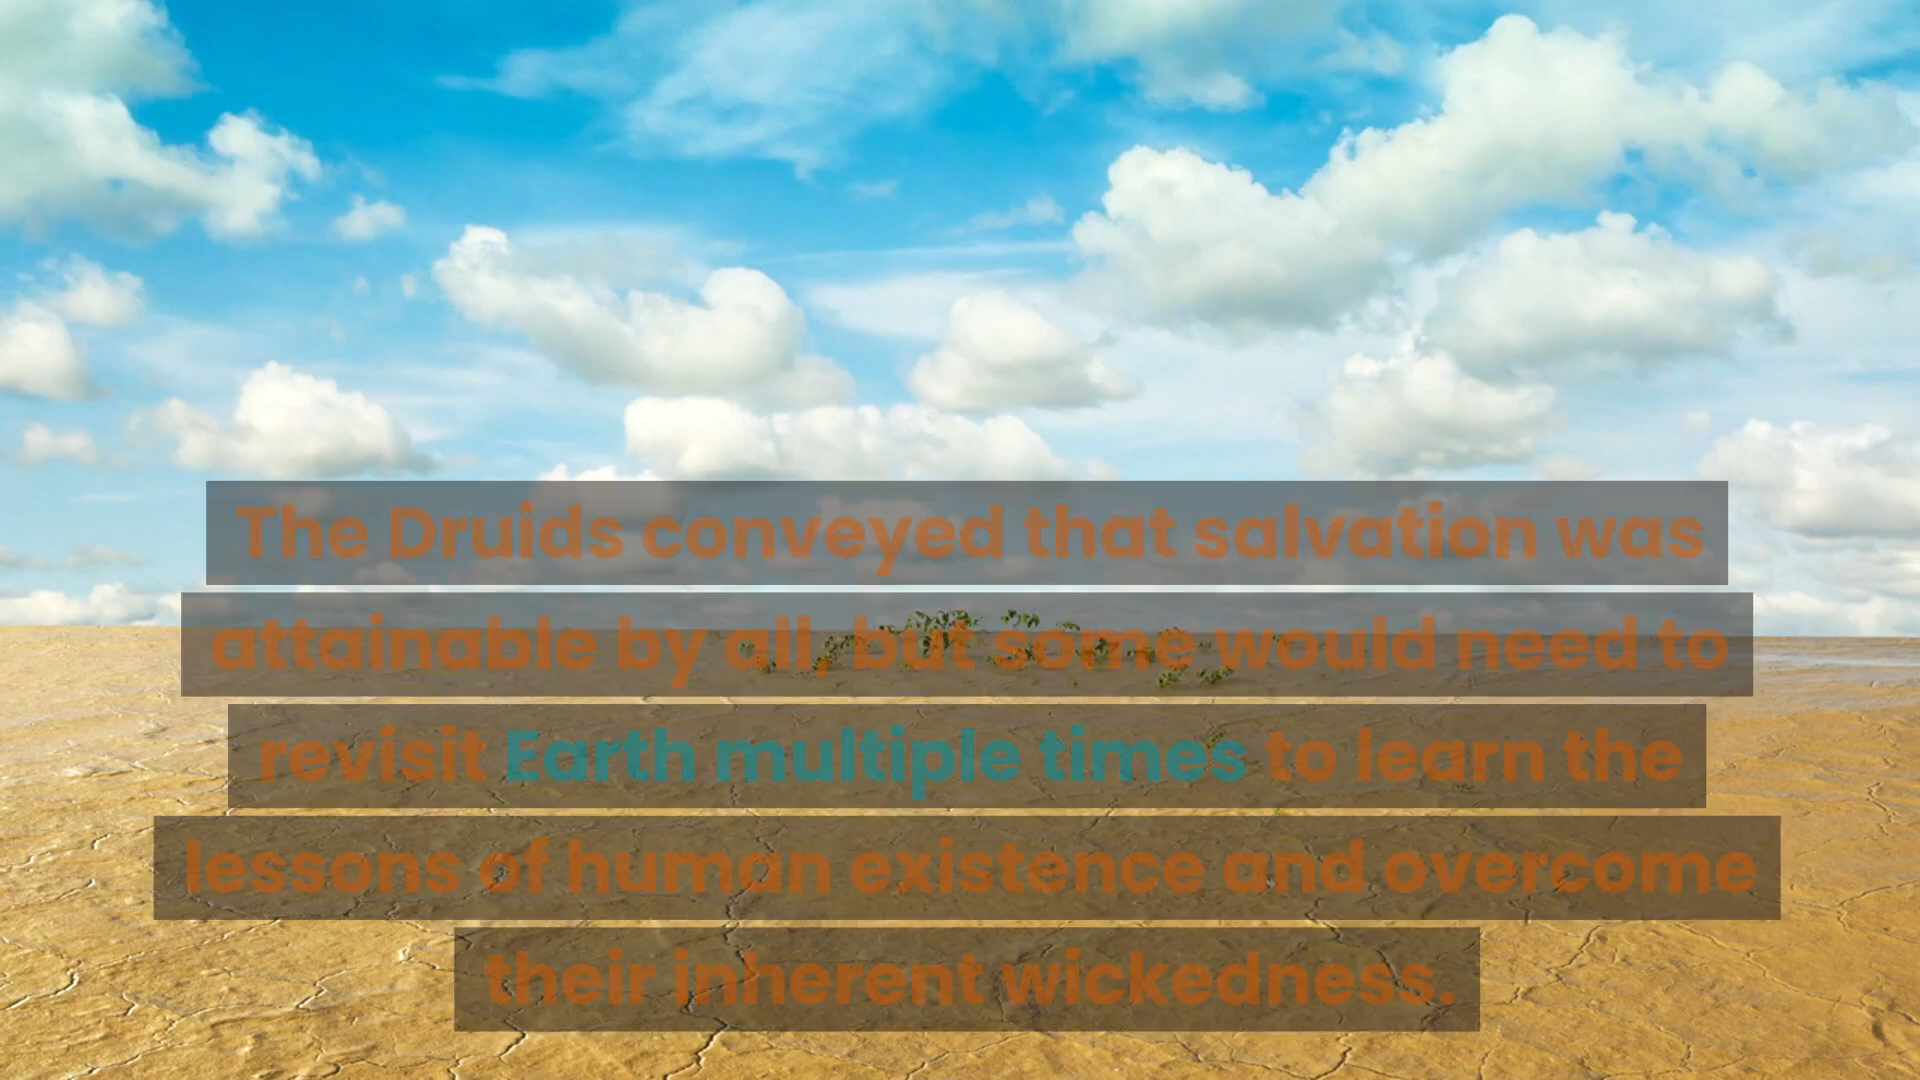 The Druids conveyed that salvation was
attainable by all, but some would need to
revisit Earth multiple times to learn the
lessons of human existence and overcome
their inherent wickedness.